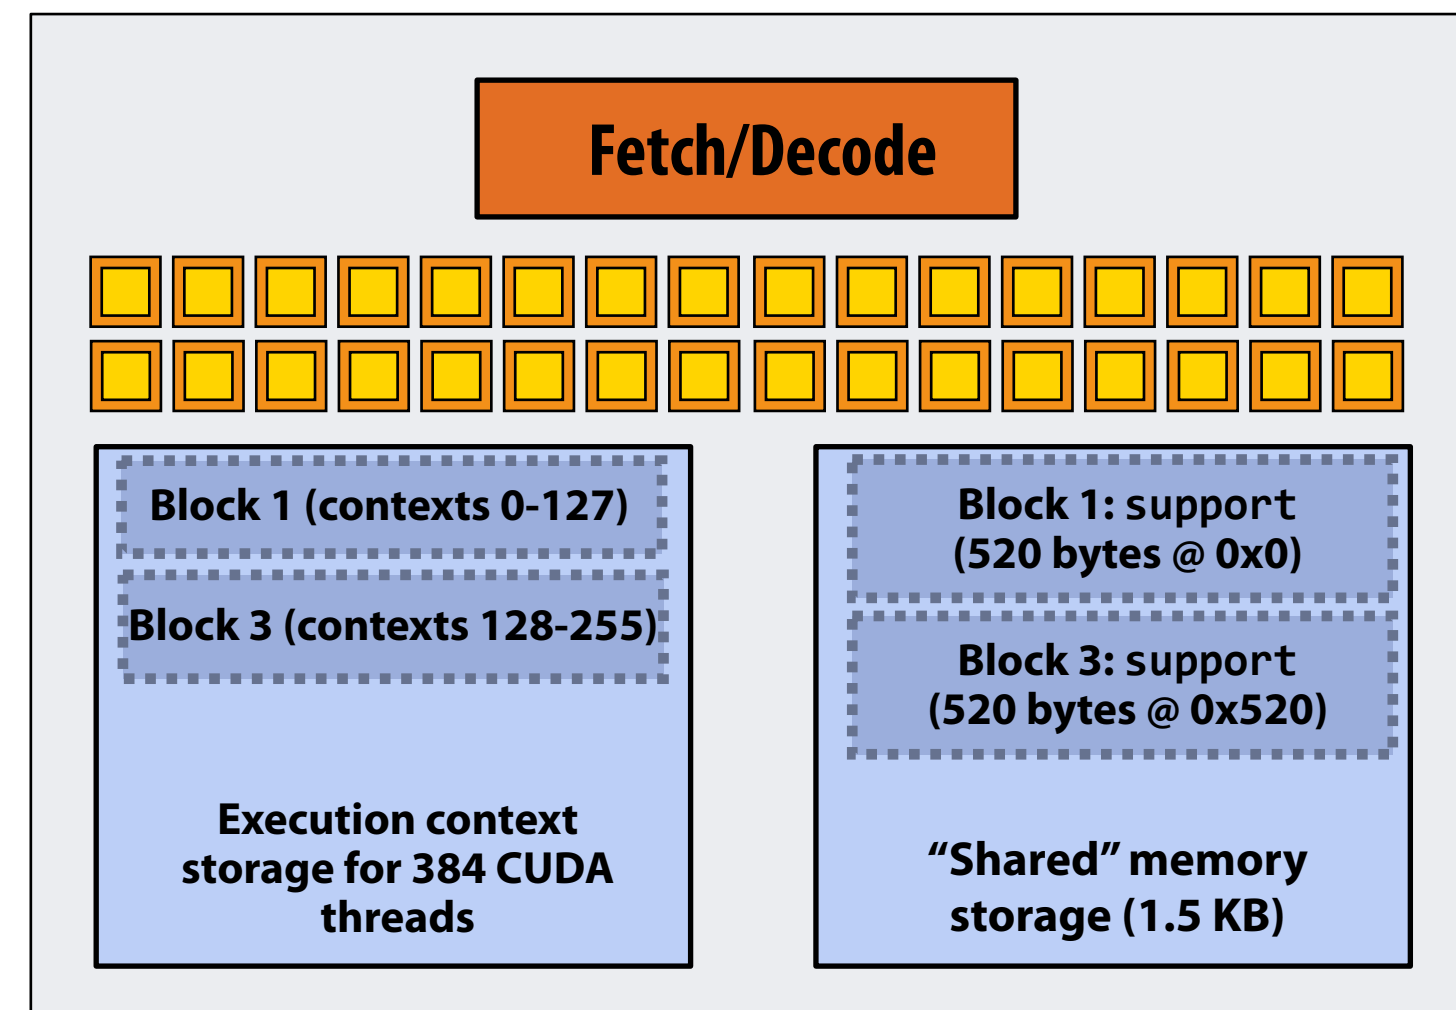 Fetch/Decode
Block 1 (contexts 0-127)
Block 3 (contexts 128-255)
Execution context
storage for 384 CUDA
threads
Block 1: support
(520 bytes @ 0x0)
Block 3: support
(520 bytes @ 0x520)
“Shared” memory
storage (1.5 KB)